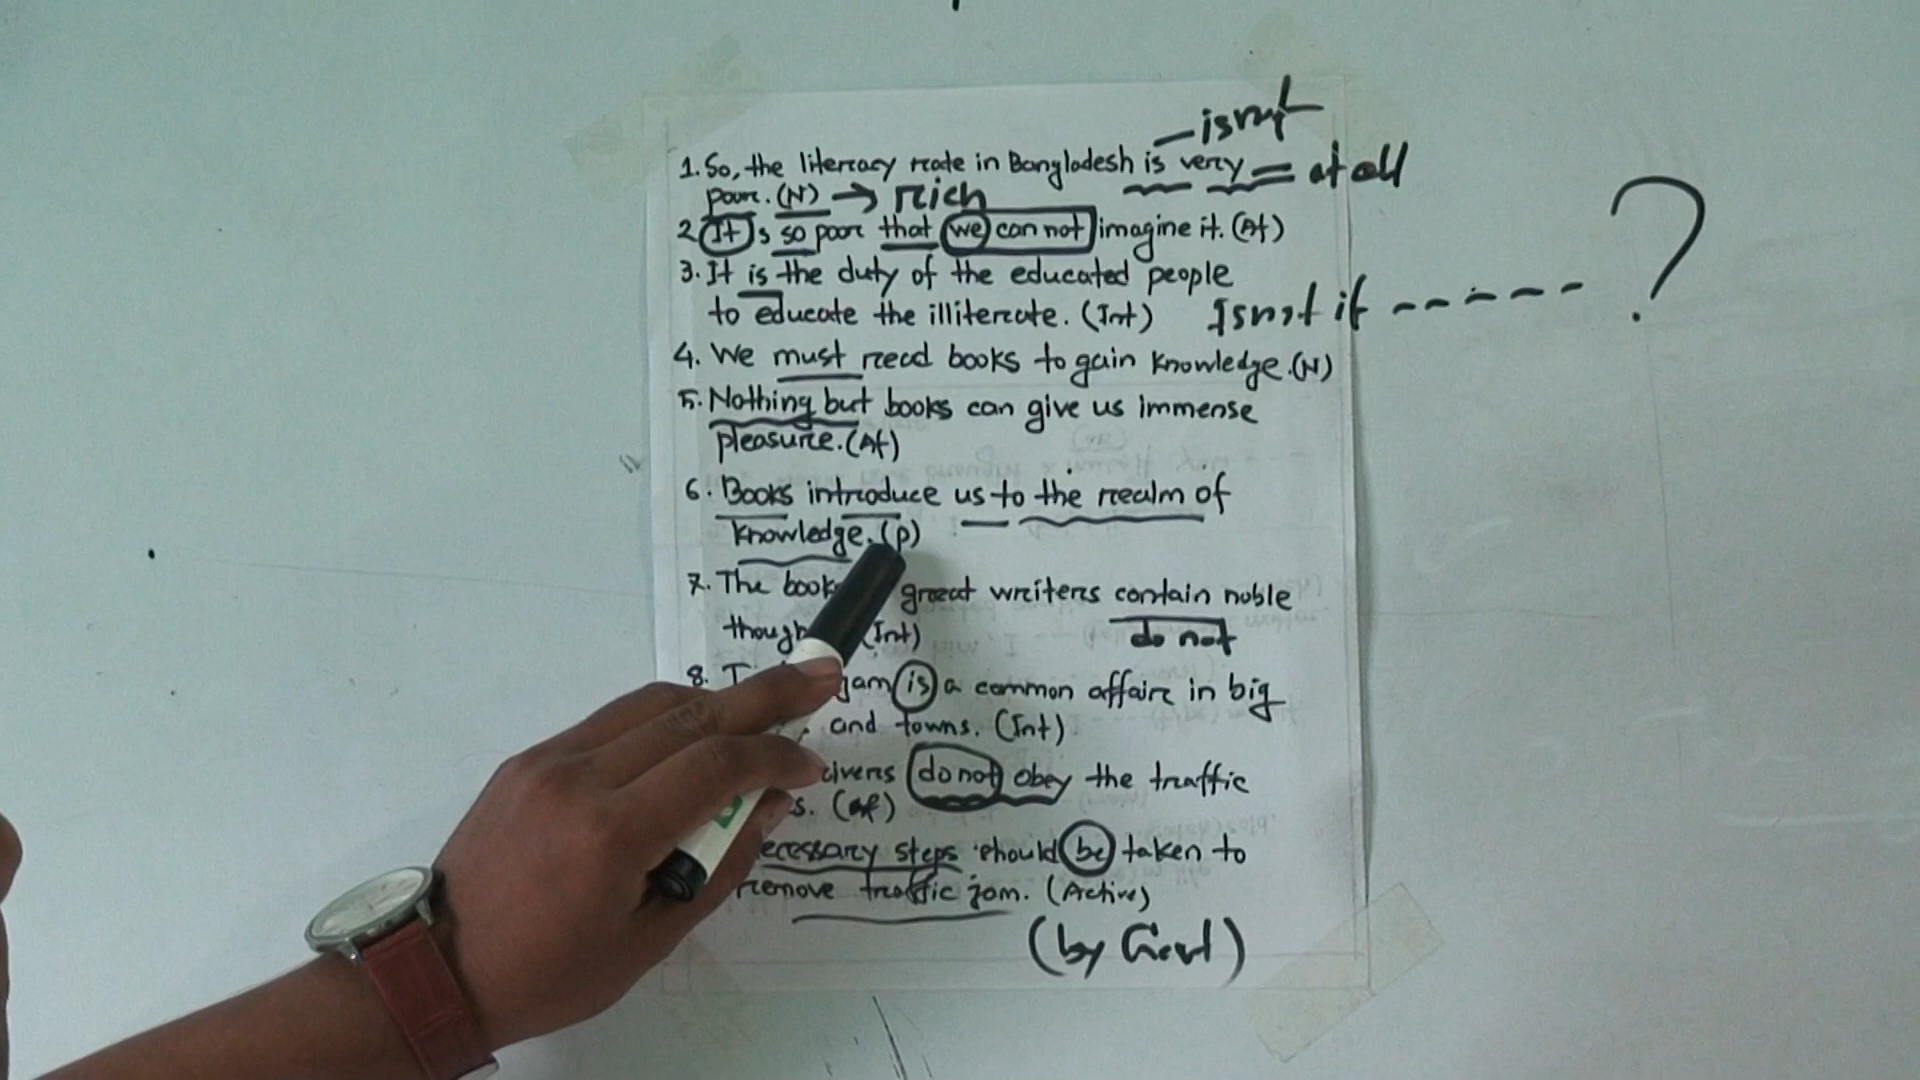 isn't
1. So, the literacy rate in Bangladesh is very = at all
poor. (N) → rich
2 It is so poor that we can not imagine it. (Af)
3. It is the duty of the educated people
to educate the illiterate. (Int) Isn't it ------ ?
4. We must read books to gain knowledge. (N)
5. Nothing but books can give us immense
pleasure. (Af)
6. Books introduce us to the realm of
knowledge. (p)
7. The book great writers contain noble
though (Int) do not
8. jam is a common affair in big
and towns. (Int)
do not obey the traffic
s. (af)
ecessary steps should be taken to
remove traffic jam. (Active)
(by Govt)